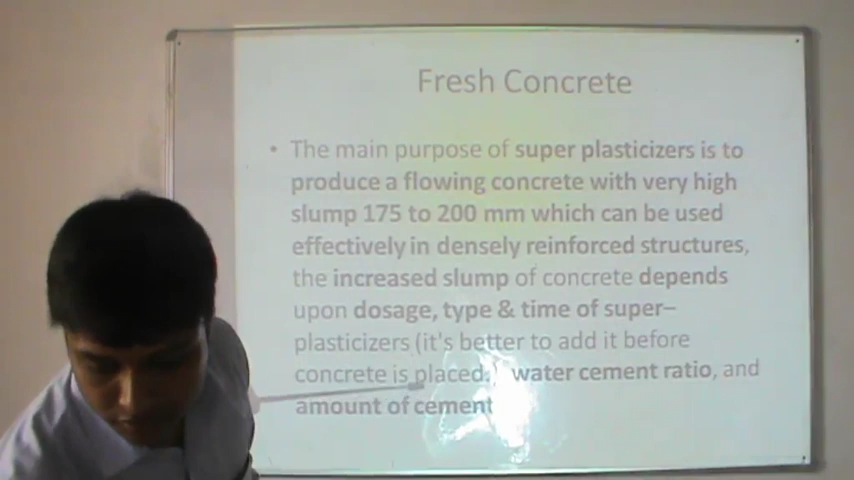 Fresh Concrete
• The main purpose of super plasticizers is to
produce a flowing concrete with very high
slump 175 to 200 mm which can be used
effectively in densely reinforced structures,
the increased slump of concrete depends
upon dosage, type & time of super–
plasticizers (it's better to add it before
concrete is placed.) water cement ratio, and
amount of cement